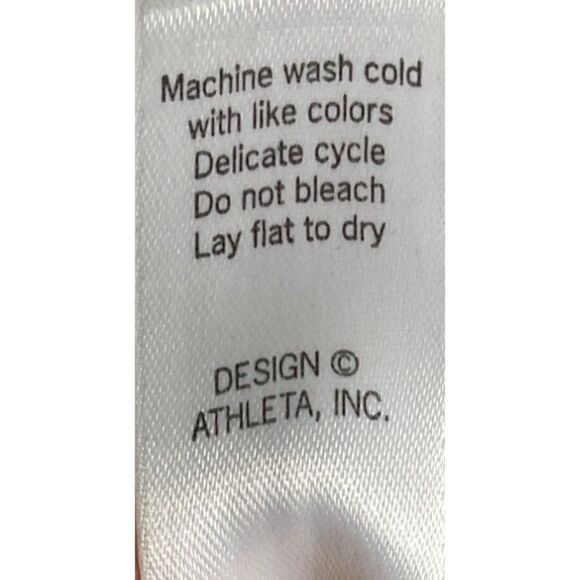 Machine wash cold
with like colors
Delicate cycle
Do not bleach
Lay flat to dry
DESIGN ©
ATHLETA, INC.